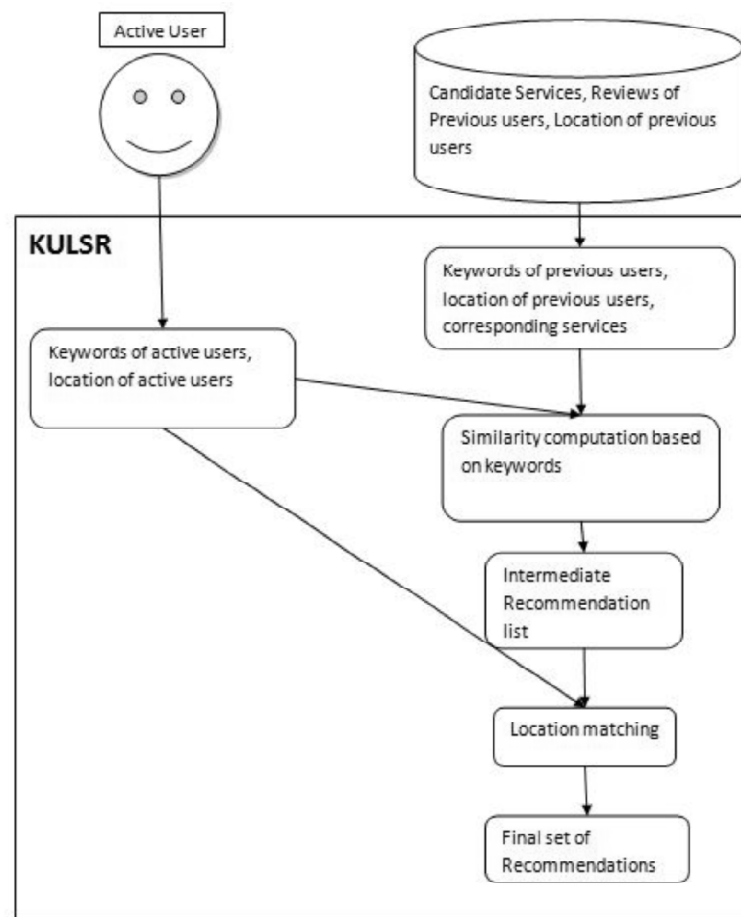 Active User
Candidate Services, Reviews of
Previous users, Location of previous
users
KULSR
Keywords of previous users,
location of previous users,
corresponding services
Keywords of active users,
location of active users
Similarity computation based
on keywords
Intermediate
Recommendation
list
Location matching
Final set of
Recommendations